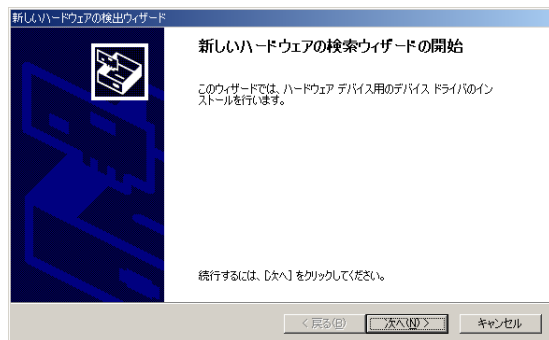 新しいハードウェアの検出ウィザード
新しいハードウェアの検索ウィザードの開始
このウィザードでは、ハードウェア デバイス用のデバイス ドライバのイン
ストールを行います。
続行するには、[次へ] をクリックしてください。
< 戻る(B)
次へ(N) >
キャンセル